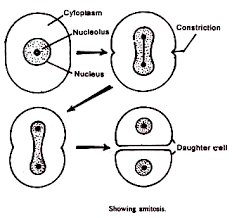 Cytoplasm
Nucleolus
Constriction
Nucleus
Daughter cell
Showing amitosis.